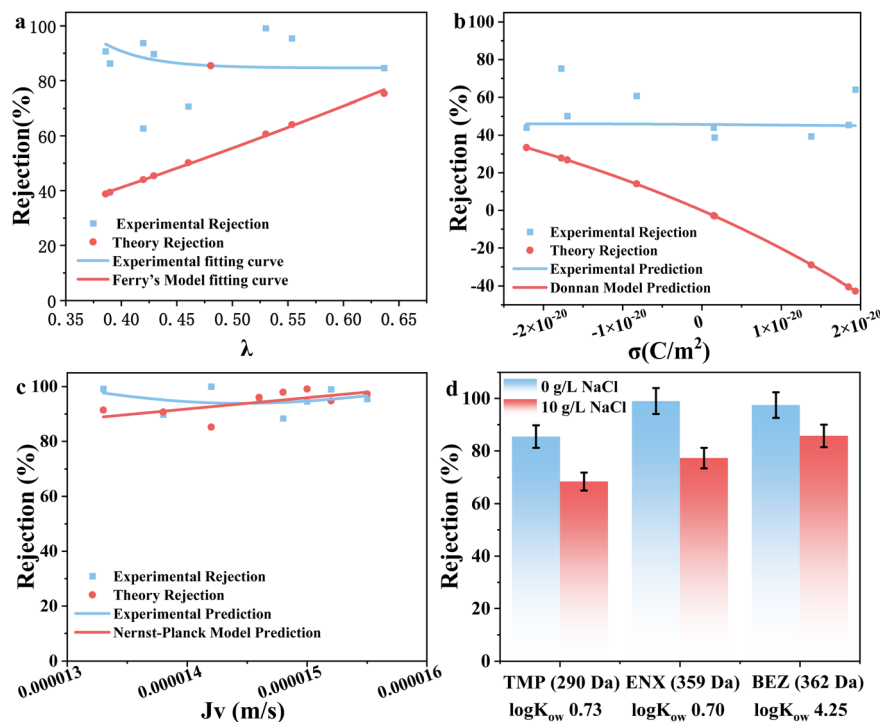 a
Rejection(%)
100
80
60
40
20
0
Experimental Rejection
Theory Rejection
Experimental fitting curve
Ferry's Model fitting curve
0.35 0.40 0.45 0.50 0.55 0.60 0.65
λ
b
Rejection (%)
100
80
60
40
20
0
-20
-40
Experimental Rejection
Theory Rejection
Experimental Prediction
Donnan Model Prediction
-2×10⁻²⁰ -1×10⁻²⁰ 0 1×10⁻²⁰ 2×10⁻²⁰
σ(C/m²)
c
Rejection (%)
100
80
60
40
20
0
Experimental Rejection
Theory Rejection
Experimental Prediction
Nernst-Planck Model Prediction
0.000013 0.000014 0.000015 0.000016
Jv (m/s)
d
Rejection (%)
100
80
60
40
20
0
0 g/L NaCl
10 g/L NaCl
TMP (290 Da) ENX (359 Da) BEZ (362 Da)
logKow 0.73 logKow 0.70 logKow 4.25